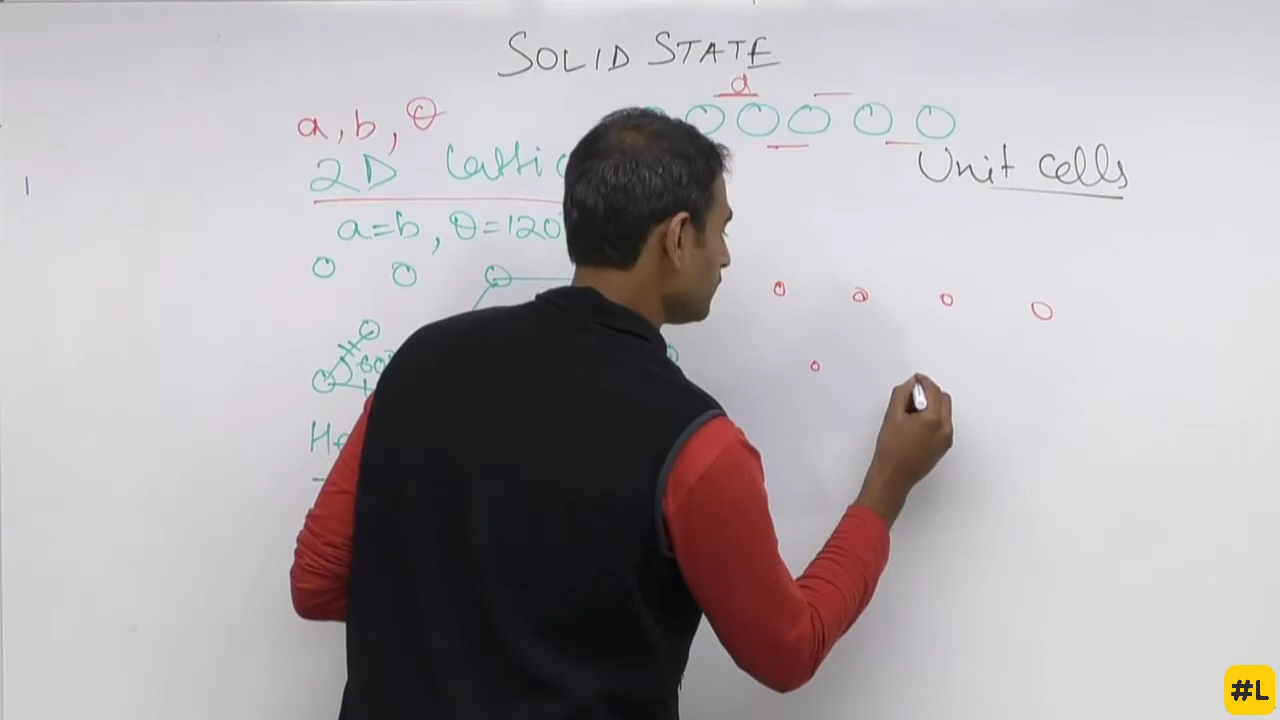 SOLID STATE
a
a, b, θ
2D
Unit cells
a=b, θ=120
60
#L